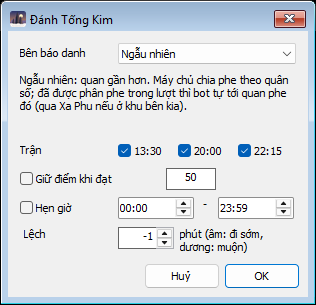 Đánh Tống Kim
Bên báo danh Ngẫu nhiên
Ngẫu nhiên: quan gần hơn. Máy chủ chia phe theo quân
số; đã được phân phe trong lượt thì bot tự tới quan phe
đó (qua Xa Phu nếu ở khu bên kia).
Trận 13:30 20:00 22:15
Giữ điểm khi đạt 50
Hẹn giờ 00:00 - 23:59
Lệch -1 phút (âm: đi sớm,
dương: muộn)
Huỷ OK